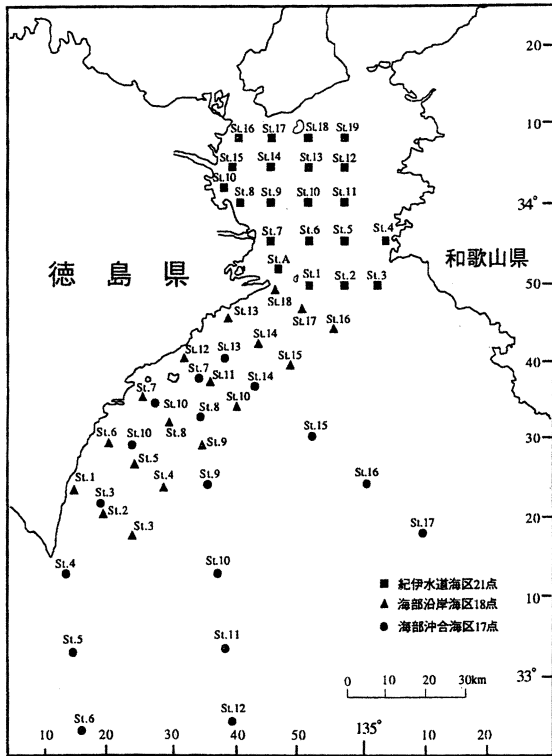 20
10
St.16 St.17 St.18 St.19
St.15 St.14 St.13 St.12
St.10
St.8 St.9 St.10 St.11
34°
St.7 St.6 St.5 St.4
徳島県
和歌山県
St.A
St.1 St.2 St.3
50
St.18
St.17
St.16
St.13
St.14
St.12 St.13
St.15
40
St.7 St.11
St.14
St.7
St.10
St.10
St.8
St.8
St.15
30
St.6 St.10
St.9
St.5
St.1
St.4
St.9
St.16
St.3
St.2
St.3
20
St.17
St.4
St.10
■ 紀伊水道海区21点
▲ 海部沿岸海区18点
● 海部沖合海区17点
10
St.5
St.11
0 10 20 30km
33°
St.6
St.12
10 20 30 40 50 135° 10 20